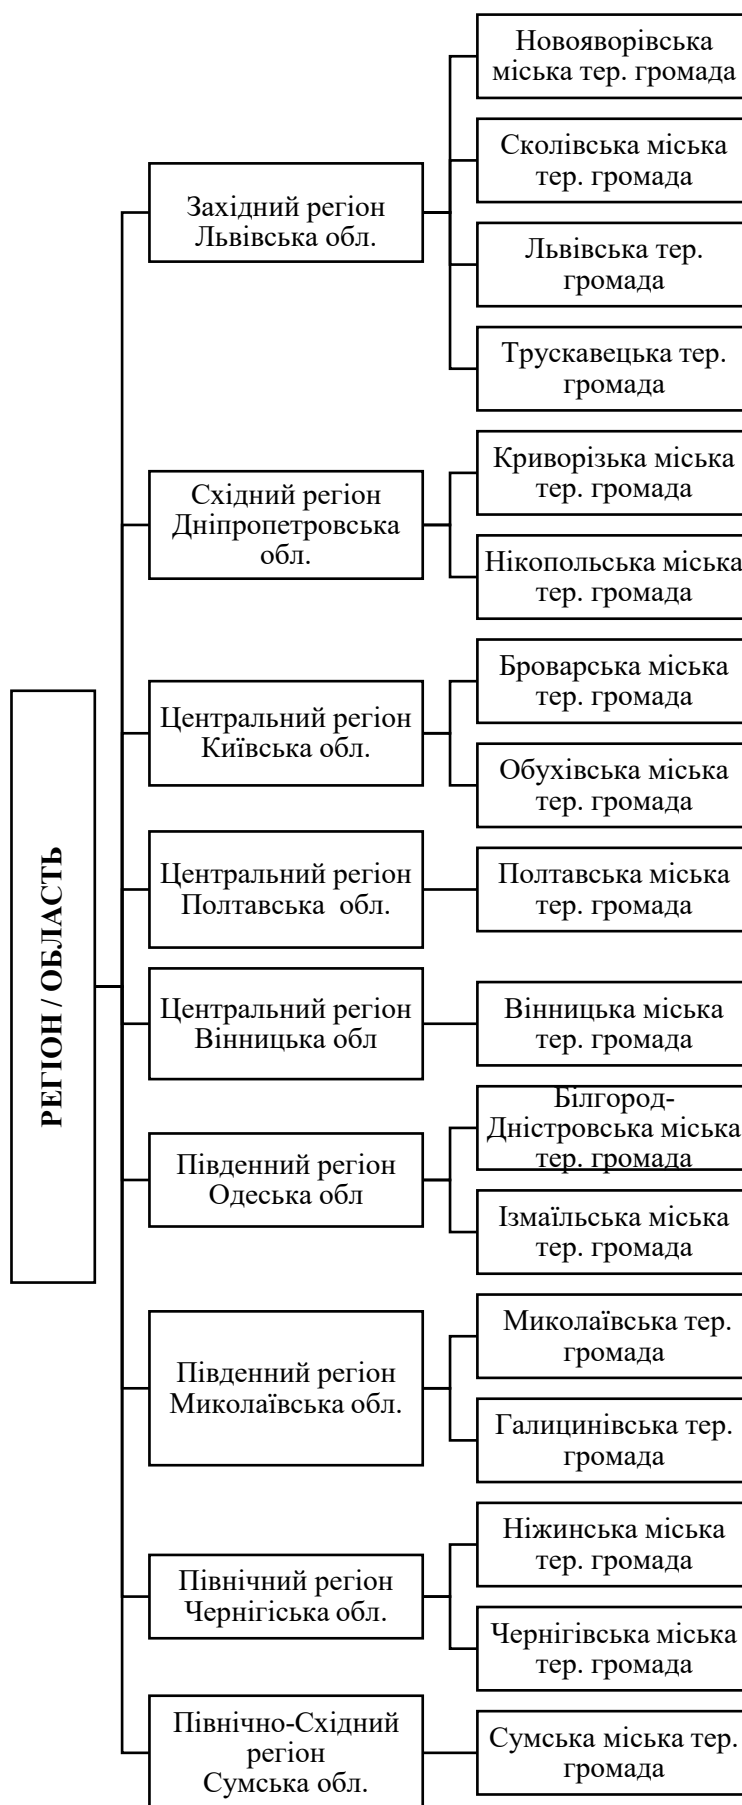 РЕГІОН / ОБЛАСТЬ
Західний регіон
Львівська обл.
Новояворівська
міська тер. громада
Сколівська міська
тер. громада
Львівська тер.
громада
Трускавецька тер.
громада
Східний регіон
Дніпропетровська
обл.
Криворізька міська
тер. громада
Нікопольська міська
тер. громада
Центральний регіон
Київська обл.
Броварська міська
тер. громада
Обухівська міська
тер. громада
Центральний регіон
Полтавська обл.
Полтавська міська
тер. громада
Центральний регіон
Вінницька обл
Вінницька міська
тер. громада
Південний регіон
Одеська обл
Білгород-
Дністровська міська
тер. громада
Ізмаїльська міська
тер. громада
Південний регіон
Миколаївська обл.
Миколаївська тер.
громада
Галицинівська тер.
громада
Північний регіон
Чернігіська обл.
Ніжинська міська
тер. громада
Чернігівська міська
тер. громада
Північно-Східний
регіон
Сумська обл.
Сумська міська тер.
громада